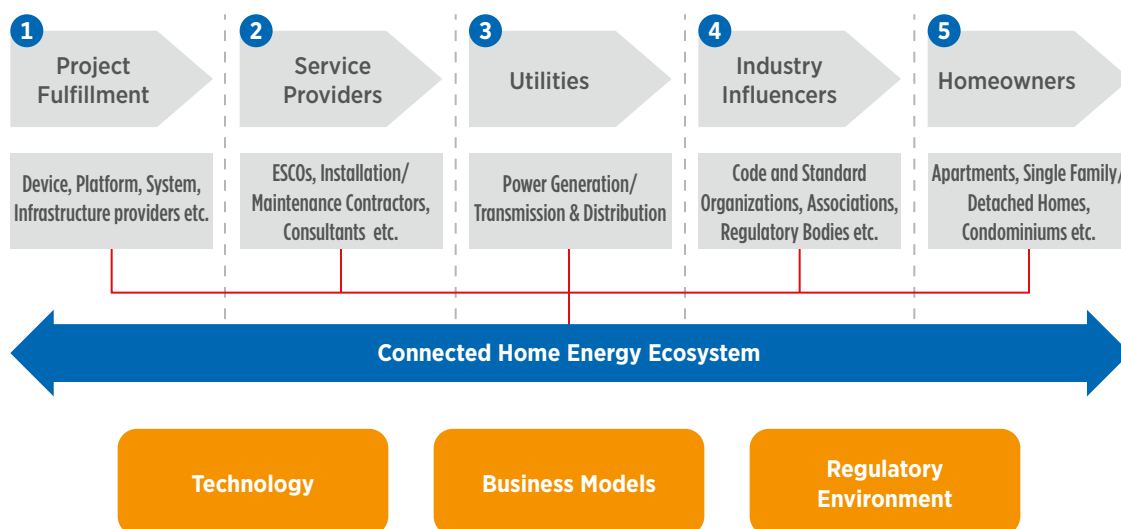 1
Project
Fulfillment
2
Service
Providers
3
Utilities
4
Industry
Influencers
5
Homeowners
Device, Platform, System,
Infrastructure providers etc.
ESCOs, Installation/
Maintenance Contractors,
Consultants etc.
Power Generation/
Transmission & Distribution
Code and Standard
Organizations, Associations,
Regulatory Bodies etc.
Apartments, Single Family/
Detached Homes,
Condominiums etc.
Connected Home Energy Ecosystem
Technology
Business Models
Regulatory
Environment